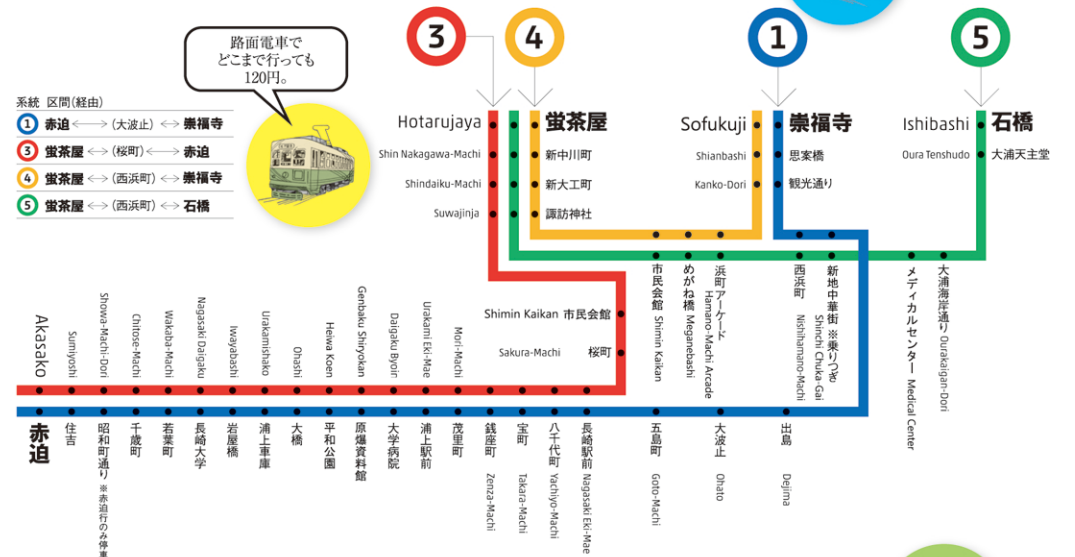 路面電車で
どこまで行っても
120円。
系統 区間(経由)
1 赤迫 ⟷ (大波止) ⟷ 崇福寺
3 蛍茶屋 ⟷ (桜町) ⟷ 赤迫
4 蛍茶屋 ⟷ (西浜町) ⟷ 崇福寺
5 蛍茶屋 ⟷ (西浜町) ⟷ 石橋
3
4
1
5
Hotarujaya 蛍茶屋
Shin Nakagawa-Machi 新中川町
Shindaiku-Machi 新大工町
Suwajinja 諏訪神社
Sofukuji 崇福寺
Shianbashi 思案橋
Kanko-Dori 観光通り
Ishibashi 石橋
Oura Tenshudo 大浦天主堂
市民会館 Shimin Kaikan
めがね橋 Meganebashi
浜町アーケード Hamano-Machi Arcade
西浜町 Nishihamano-Machi
新地中華街 ※乗りつぎ Shinchi Chuka-Gai
メディカルセンター Medical Center
大浦海岸通り Ourakaigan-Dori
Shimin Kaikan 市民会館
Sakura-Machi 桜町
Akasako
Sumiyoshi
Showa-Machi-Dori
Chitose-Machi
Wakaba-Machi
Nagasaki Daigaku
Iwayabashi
Urakamishako
Ohashi
Heiwa Koen
Genbaku Shiryokan
Daigaku Byoin
Urakami Eki-Mae
Mori-Machi
赤迫
住吉
昭和町通り ※赤迫行のみ停車
千歳町
若葉町
長崎大学
岩屋橋
浦上車庫
大橋
平和公園
原爆資料館
大学病院
浦上駅前
茂里町
銭座町 Zenza-Machi
宝町 Takara-Machi
八千代町 Yachiyo-Machi
長崎駅前 Nagasaki Eki-Mae
五島町 Goto-Machi
大波止 Ohato
出島 Dejima